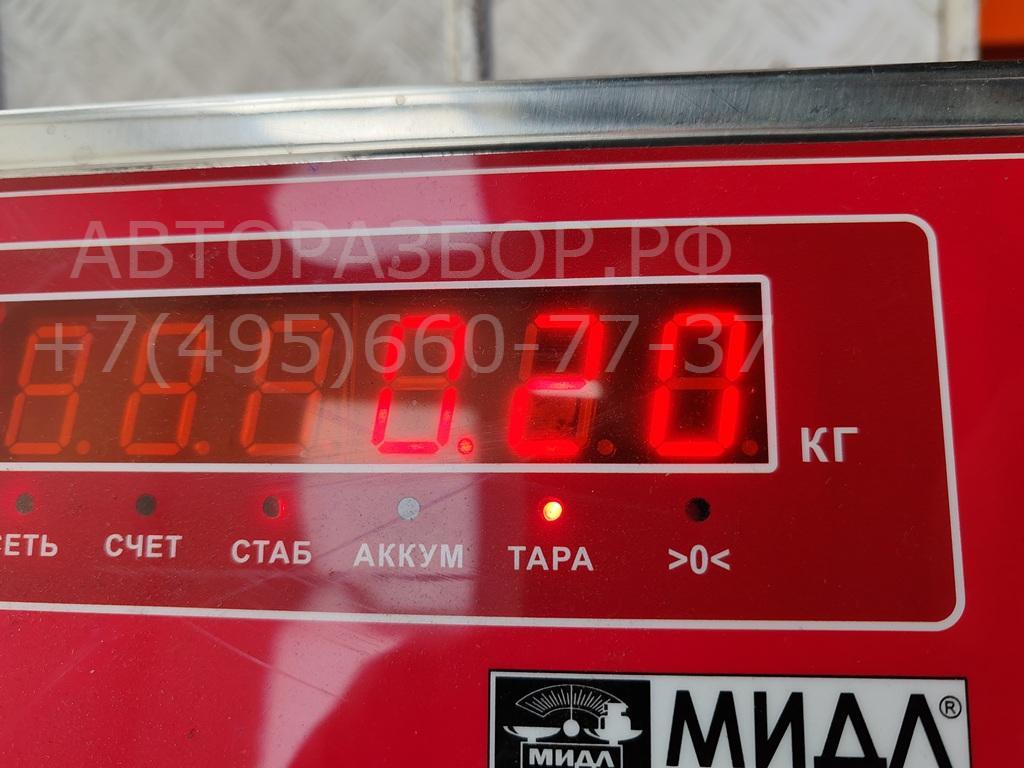 АВТОРАЗБОР.РФ
+7(495)660-77-37
0.20
КГ
СЕТЬ СЧЕТ СТАБ АККУМ ТАРА >0<
МИДЛ МИДЛ®